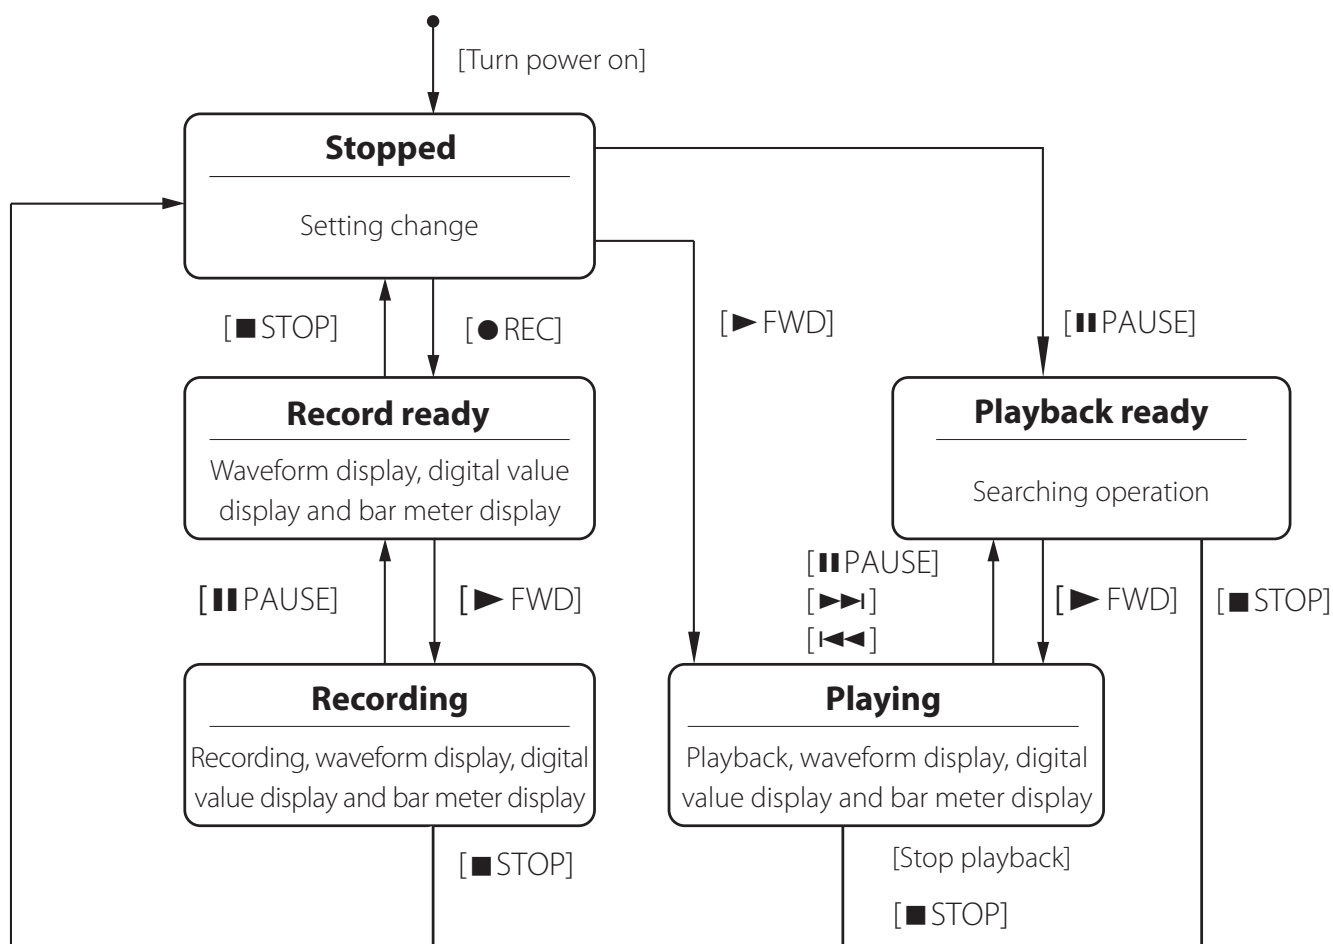 [Turn power on]
Stopped
Setting change
[■STOP]
[●REC]
[►FWD]
[❚❚PAUSE]
Record ready
Waveform display, digital value
display and bar meter display
Playback ready
Searching operation
[❚❚PAUSE]
[► FWD]
[❚❚PAUSE]
[►►I]
[I◄◄]
[► FWD]
[■STOP]
Recording
Recording, waveform display, digital
value display and bar meter display
Playing
Playback, waveform display, digital
value display and bar meter display
[■STOP]
[Stop playback]
[■STOP]